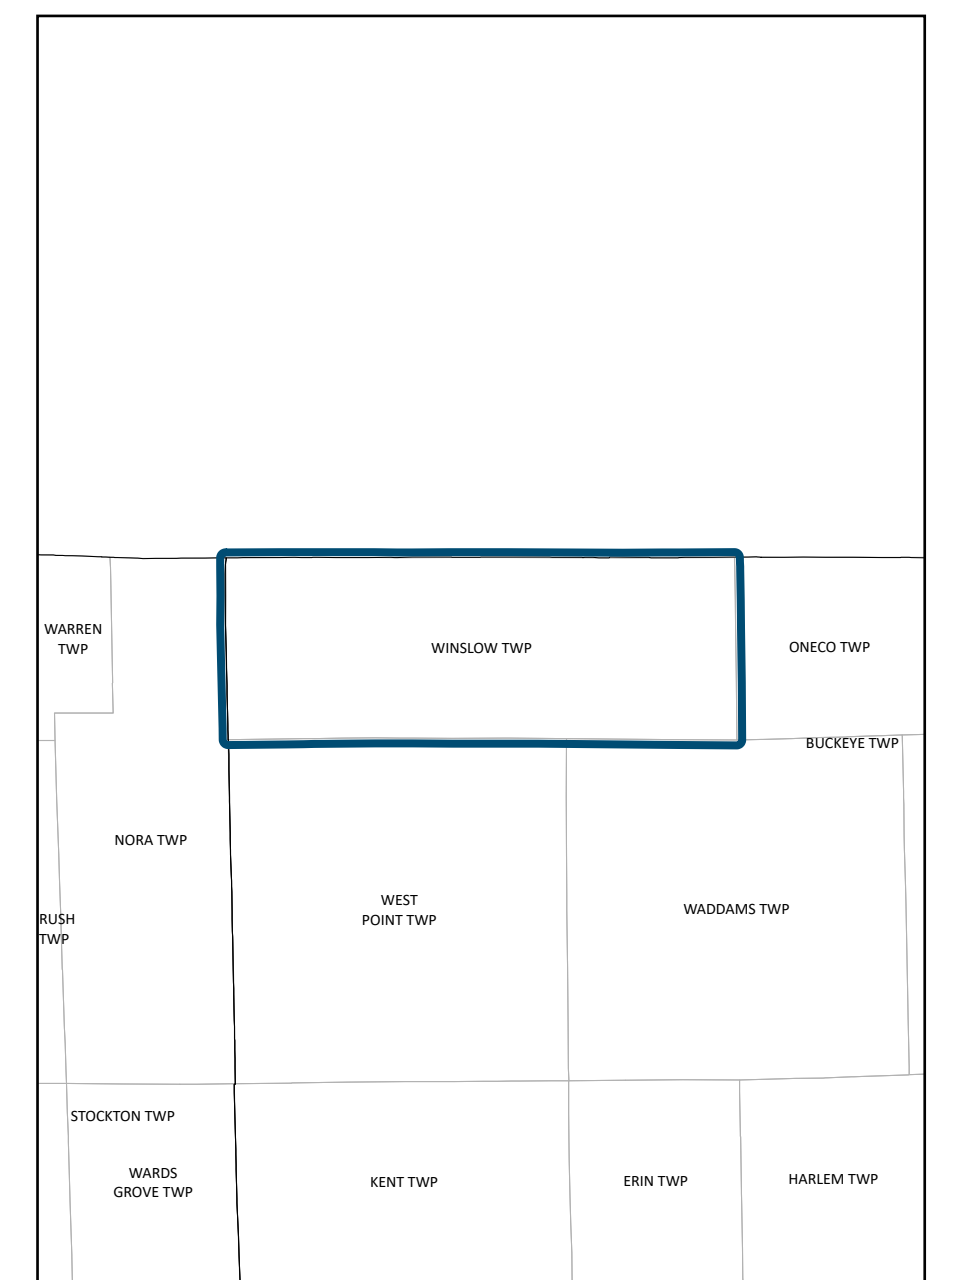 WARREN
TWP
WINSLOW TWP
ONECO TWP
BUCKEYE TWP
NORA TWP
WEST
POINT TWP
WADDAMS TWP
RUSH
TWP
STOCKTON TWP
WARDS
GROVE TWP
KENT TWP
ERIN TWP
HARLEM TWP